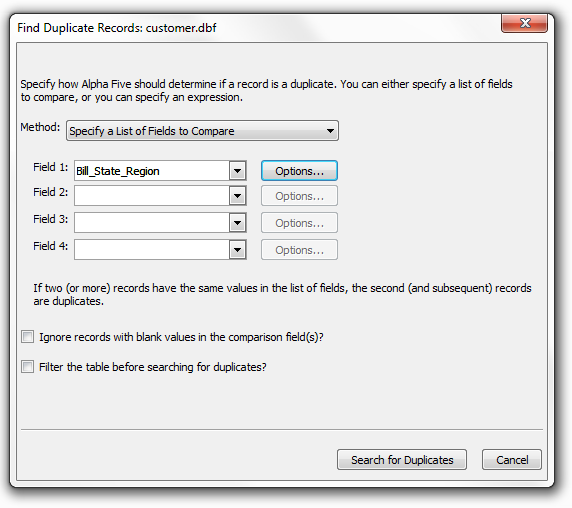 Find Duplicate Records: customer.dbf
Specify how Alpha Five should determine if a record is a duplicate. You can either specify a list of fields
to compare, or you can specify an expression.
Method: Specify a List of Fields to Compare
Field 1: Bill_State_Region Options...
Field 2: Options...
Field 3: Options...
Field 4: Options...
If two (or more) records have the same values in the list of fields, the second (and subsequent) records
are duplicates.
Ignore records with blank values in the comparison field(s)?
Filter the table before searching for duplicates?
Search for Duplicates Cancel